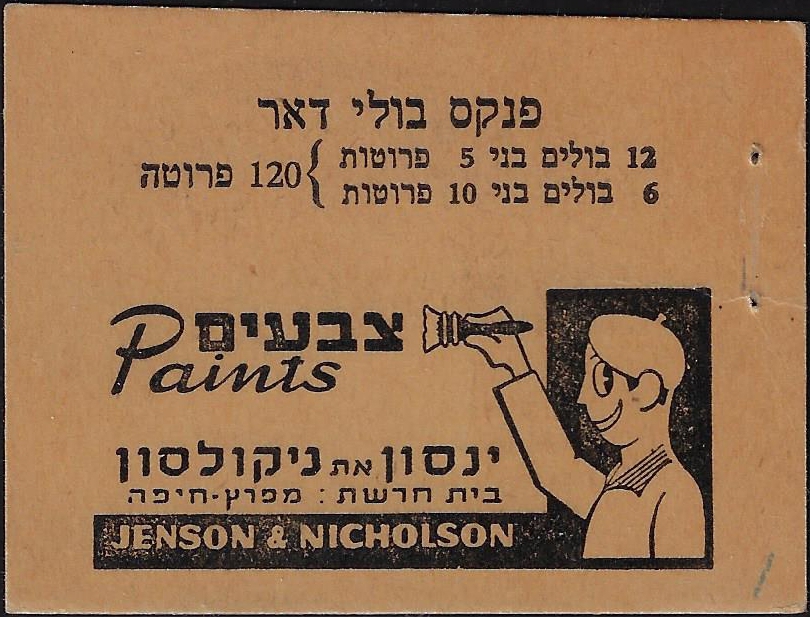 פנקס בולי דאר
12 בולים בני 5 פרוטות
6 בולים בני 10 פרוטות
120 פרוטה
צבעים
Paints
ינסון את ניקולסון
בית חרשת: מפרץ-חיפה
JENSON & NICHOLSON